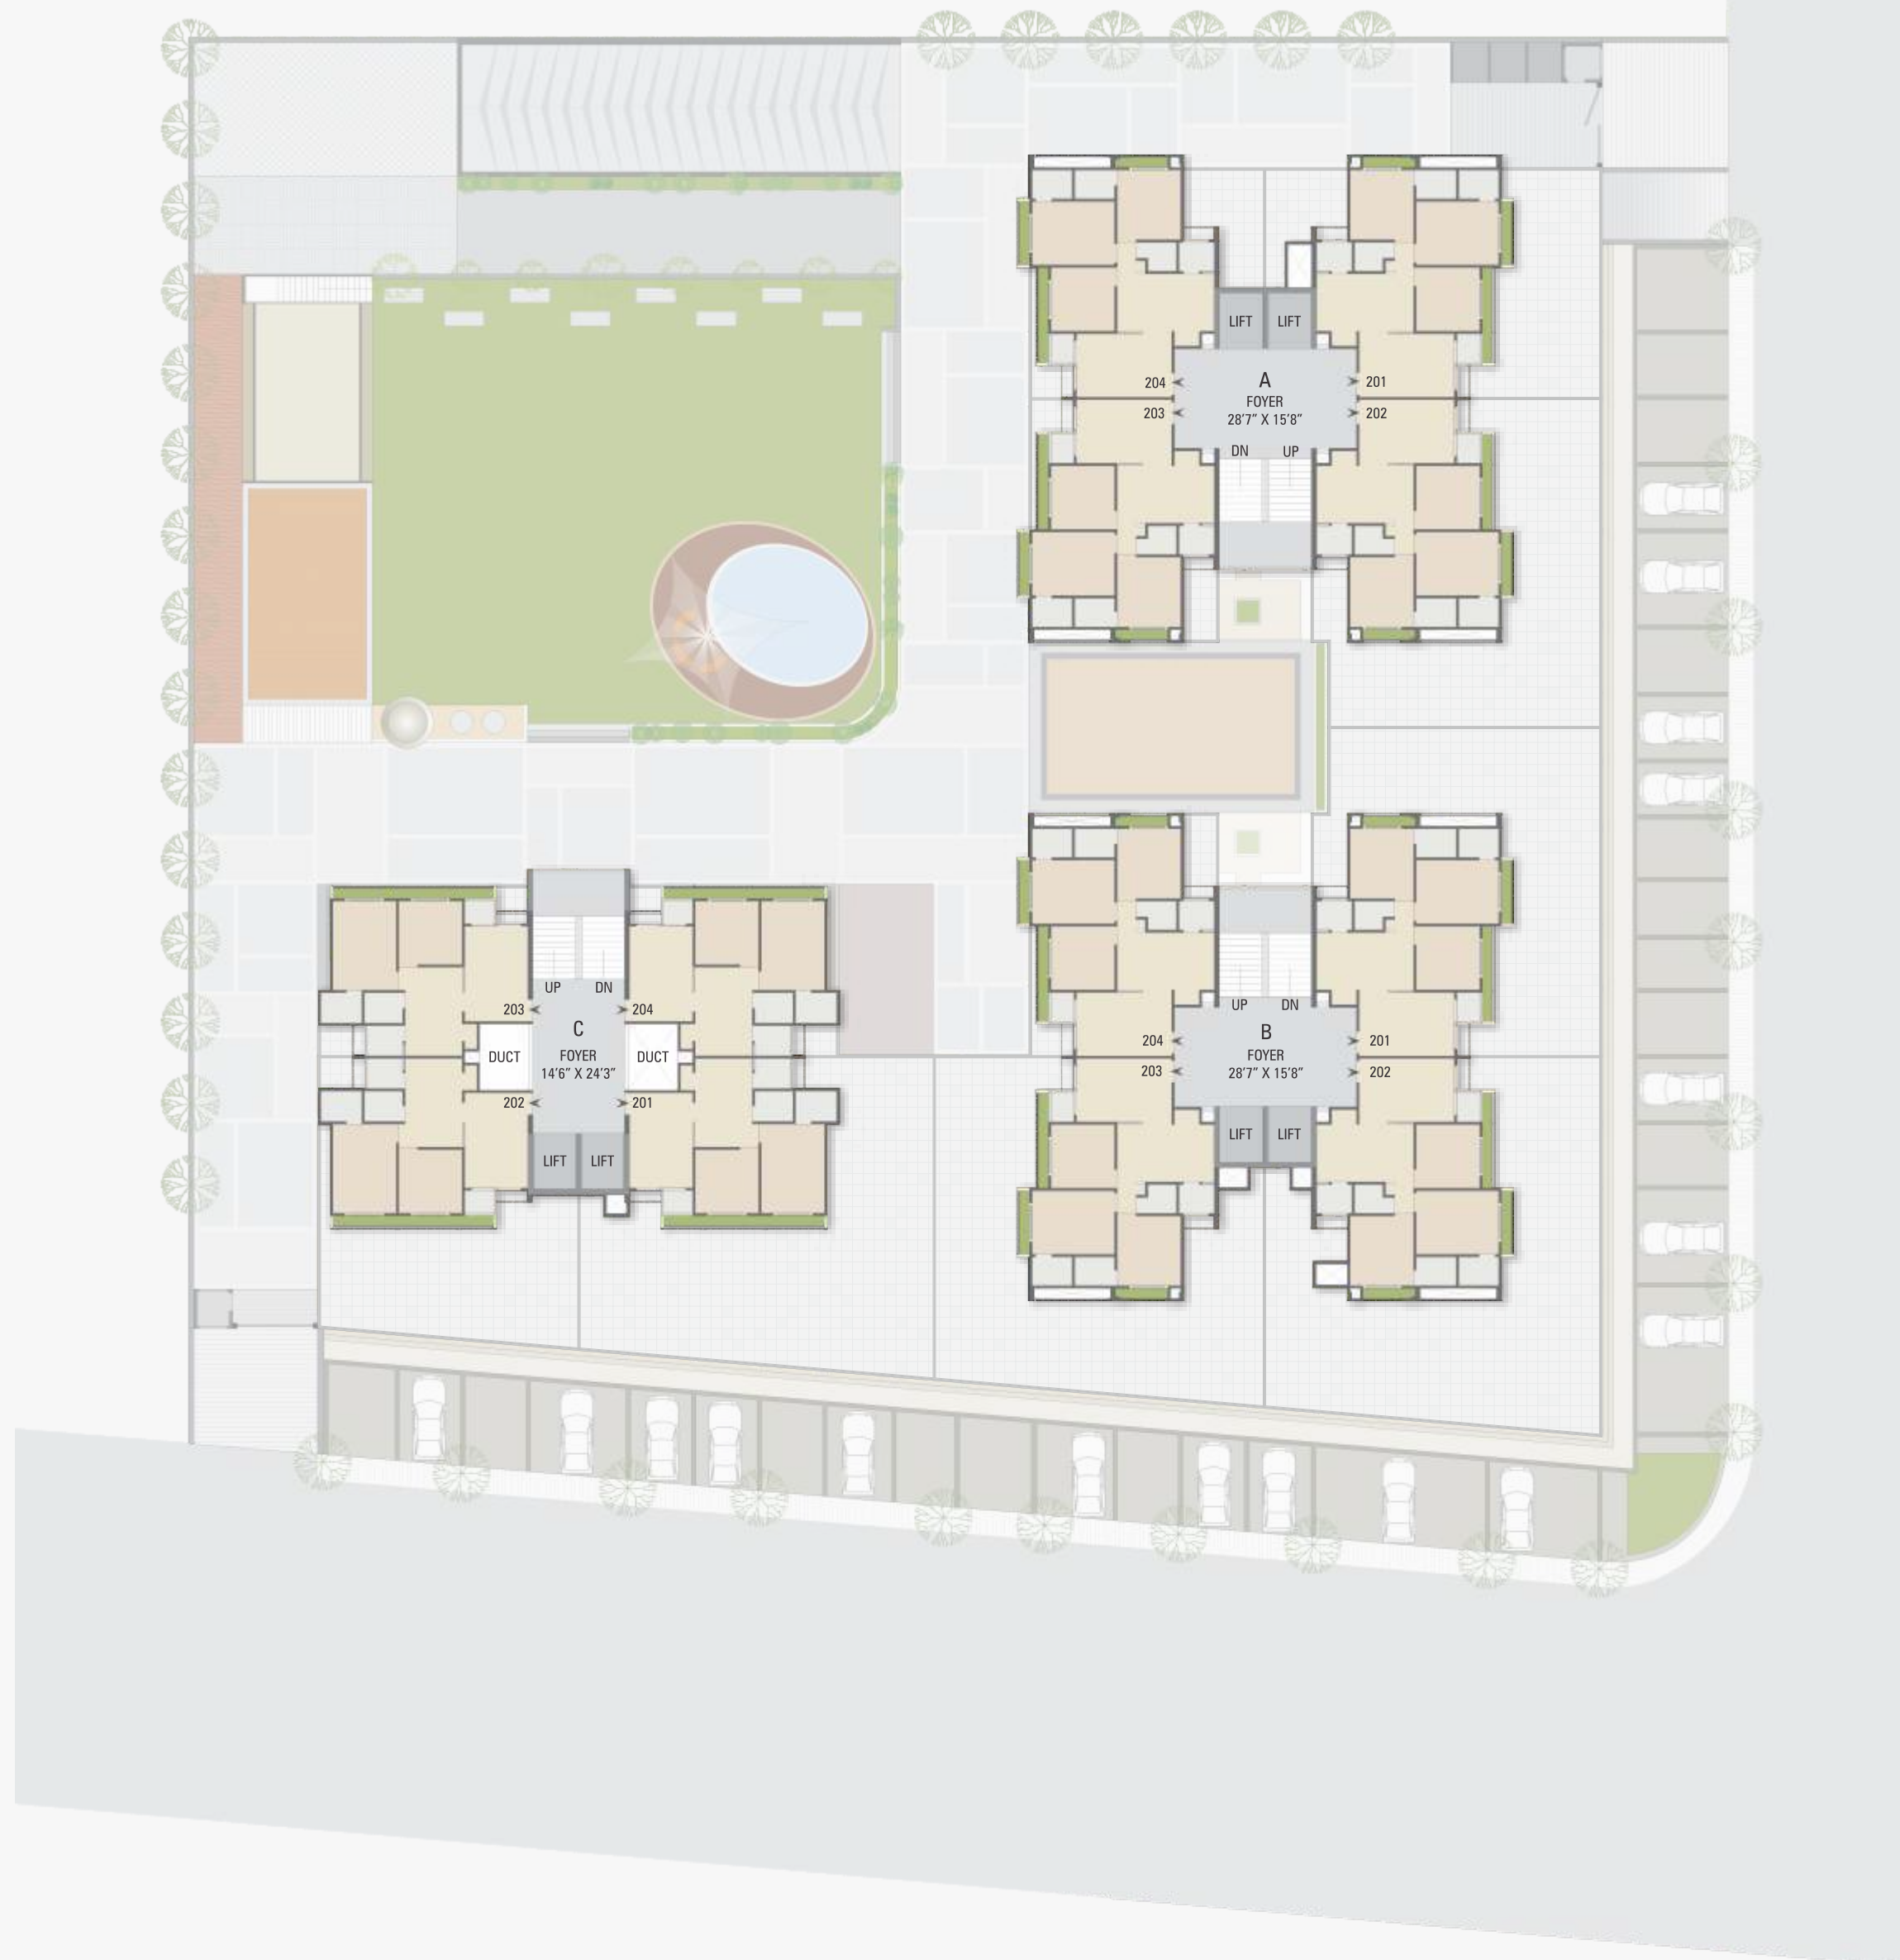 LIFT LIFT
204 A 201
FOYER
203 28'7" X 15'8" 202
DN UP
UP DN
203 204
C
DUCT FOYER DUCT
14'6" X 24'3"
202 201
LIFT LIFT
UP DN
204 B 201
FOYER
203 28'7" X 15'8" 202
LIFT LIFT